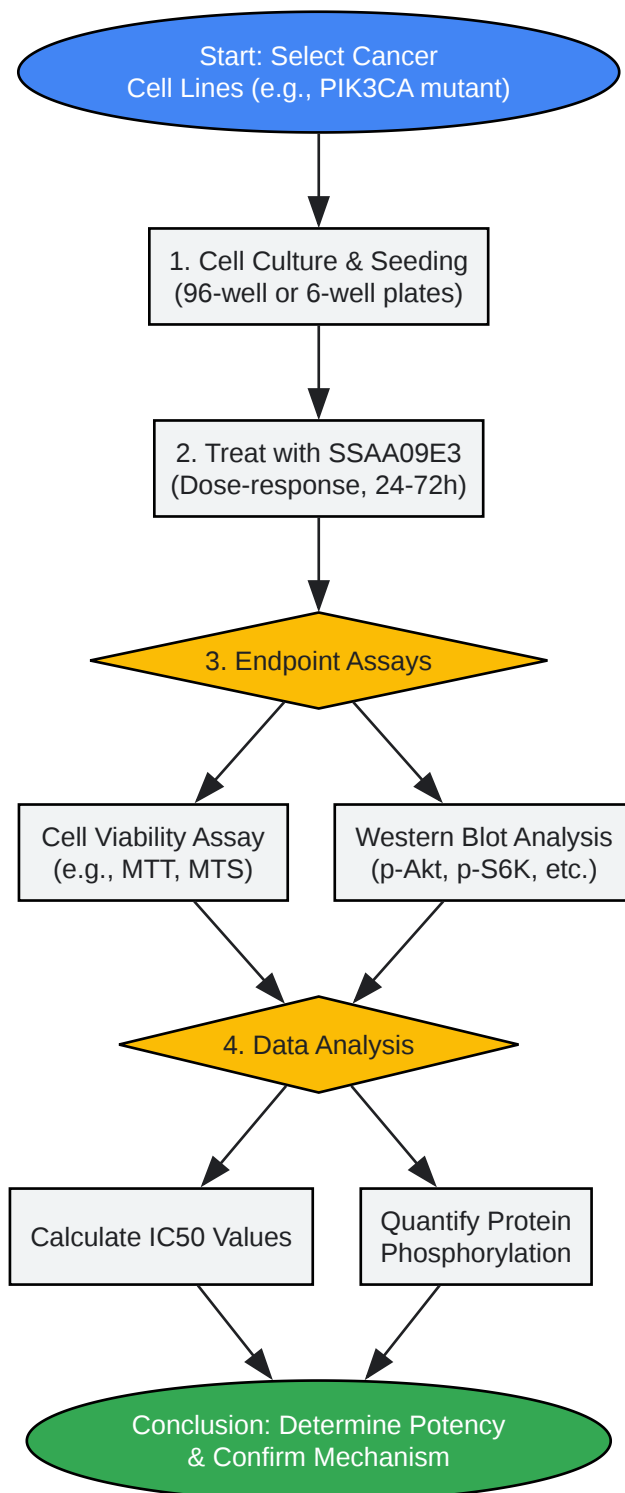 Start: Select Cancer
Cell Lines (e.g., PIK3CA mutant)
1. Cell Culture & Seeding
(96-well or 6-well plates)
2. Treat with SSAA09E3
(Dose-response, 24-72h)
3. Endpoint Assays
Cell Viability Assay
(e.g., MTT, MTS)
Western Blot Analysis
(p-Akt, p-S6K, etc.)
4. Data Analysis
Calculate IC50 Values
Quantify Protein
Phosphorylation
Conclusion: Determine Potency
& Confirm Mechanism